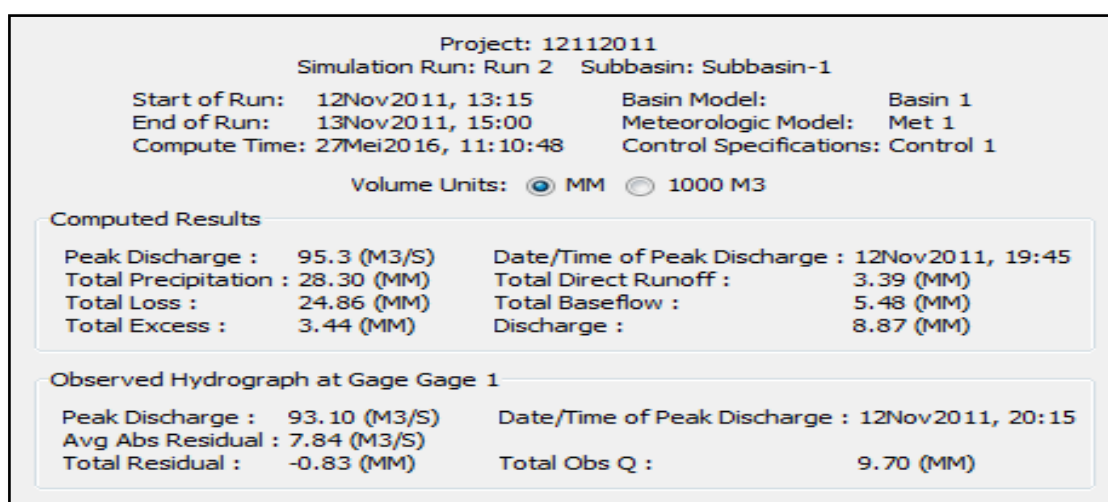 Project: 12112011
Simulation Run: Run 2 Subbasin: Subbasin-1
Start of Run: 12Nov2011, 13:15 Basin Model: Basin 1
End of Run: 13Nov2011, 15:00 Meteorologic Model: Met 1
Compute Time: 27Mei2016, 11:10:48 Control Specifications: Control 1
Volume Units: MM 1000 M3
Computed Results
Peak Discharge : 95.3 (M3/S) Date/Time of Peak Discharge : 12Nov2011, 19:45
Total Precipitation : 28.30 (MM) Total Direct Runoff : 3.39 (MM)
Total Loss : 24.86 (MM) Total Baseflow : 5.48 (MM)
Total Excess : 3.44 (MM) Discharge : 8.87 (MM)
Observed Hydrograph at Gage Gage 1
Peak Discharge : 93.10 (M3/S) Date/Time of Peak Discharge : 12Nov2011, 20:15
Avg Abs Residual : 7.84 (M3/S)
Total Residual : -0.83 (MM) Total Obs Q : 9.70 (MM)